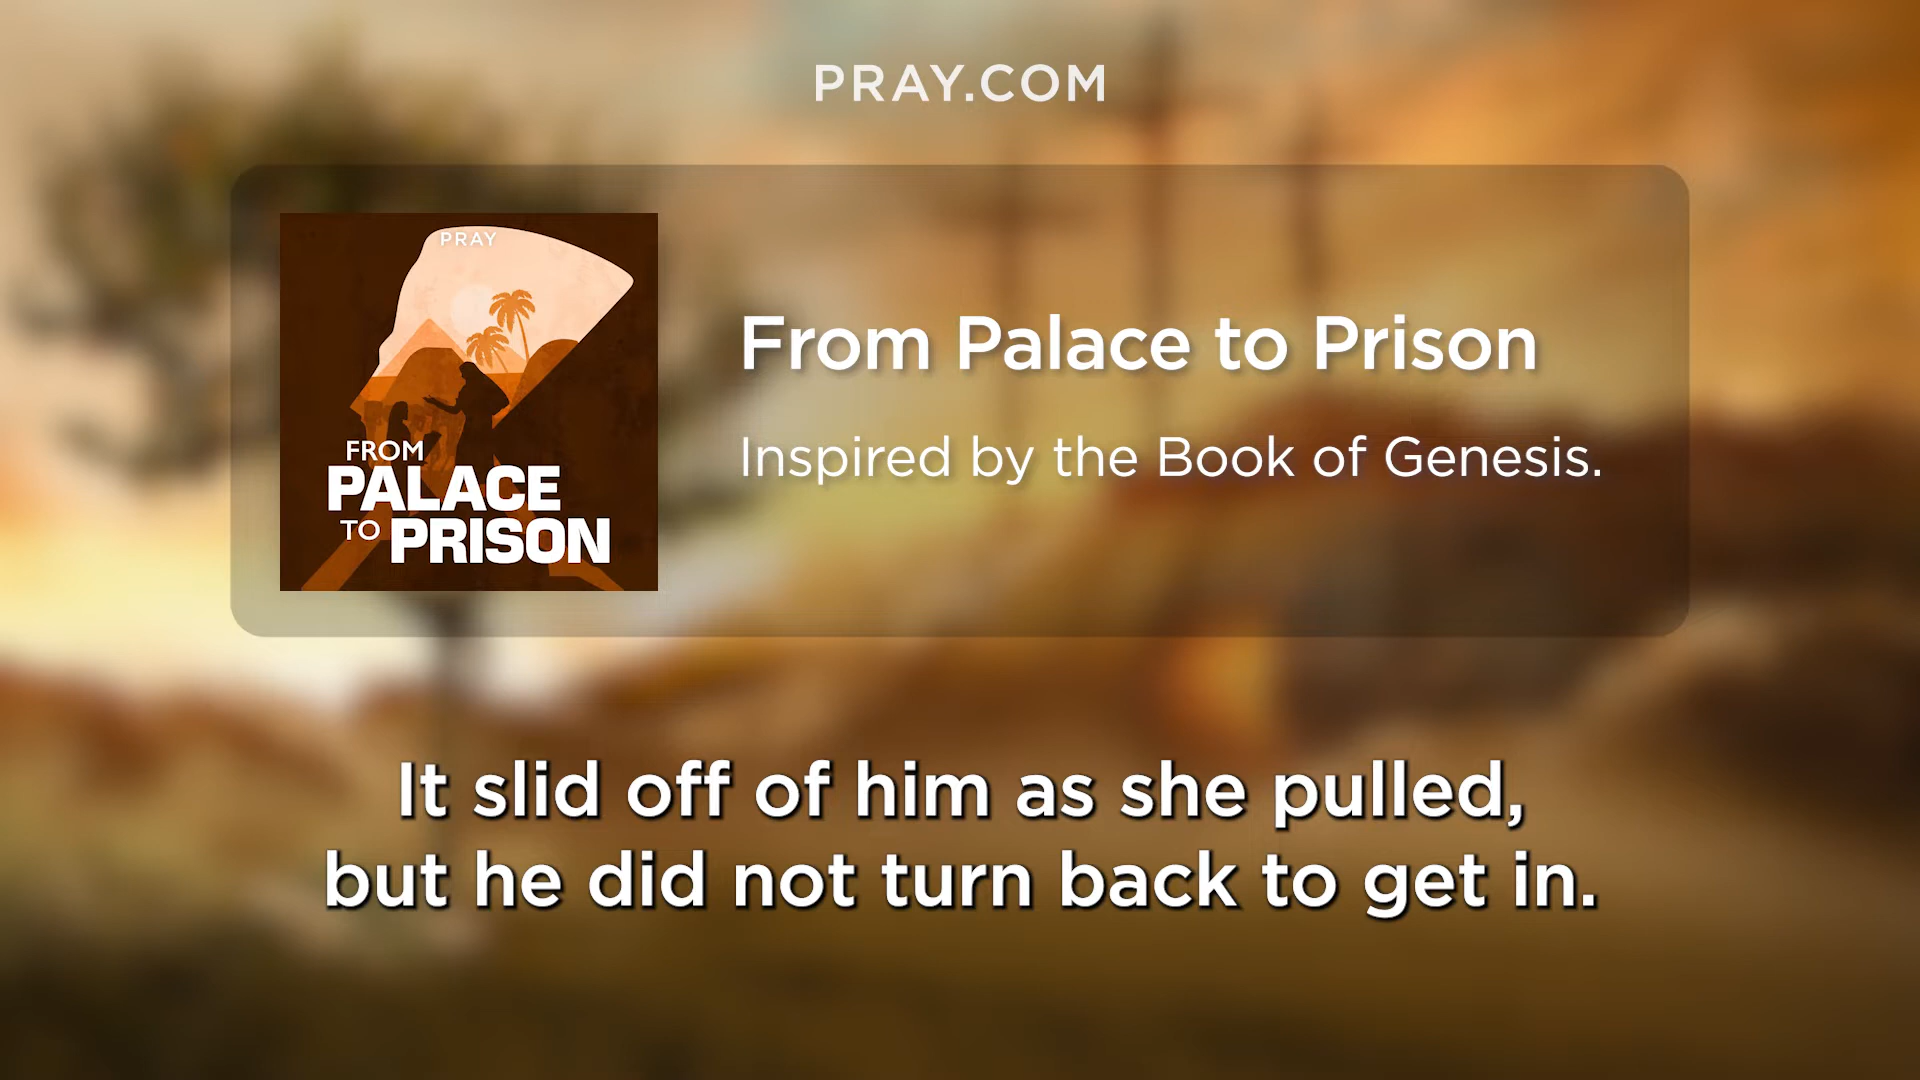 PRAY.COM
PRAY
FROM
PALACE
TO PRISON
From Palace to Prison
Inspired by the Book of Genesis.
It slid off of him as she pulled,
but he did not turn back to get in.